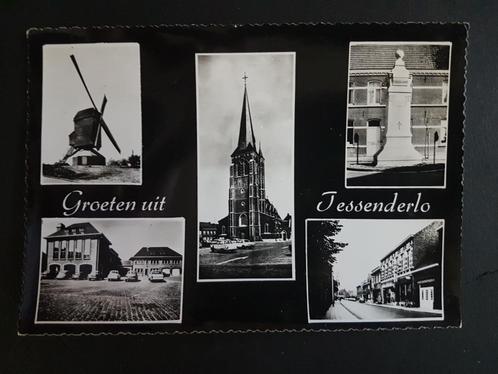 Groeten uit Tessenderlo